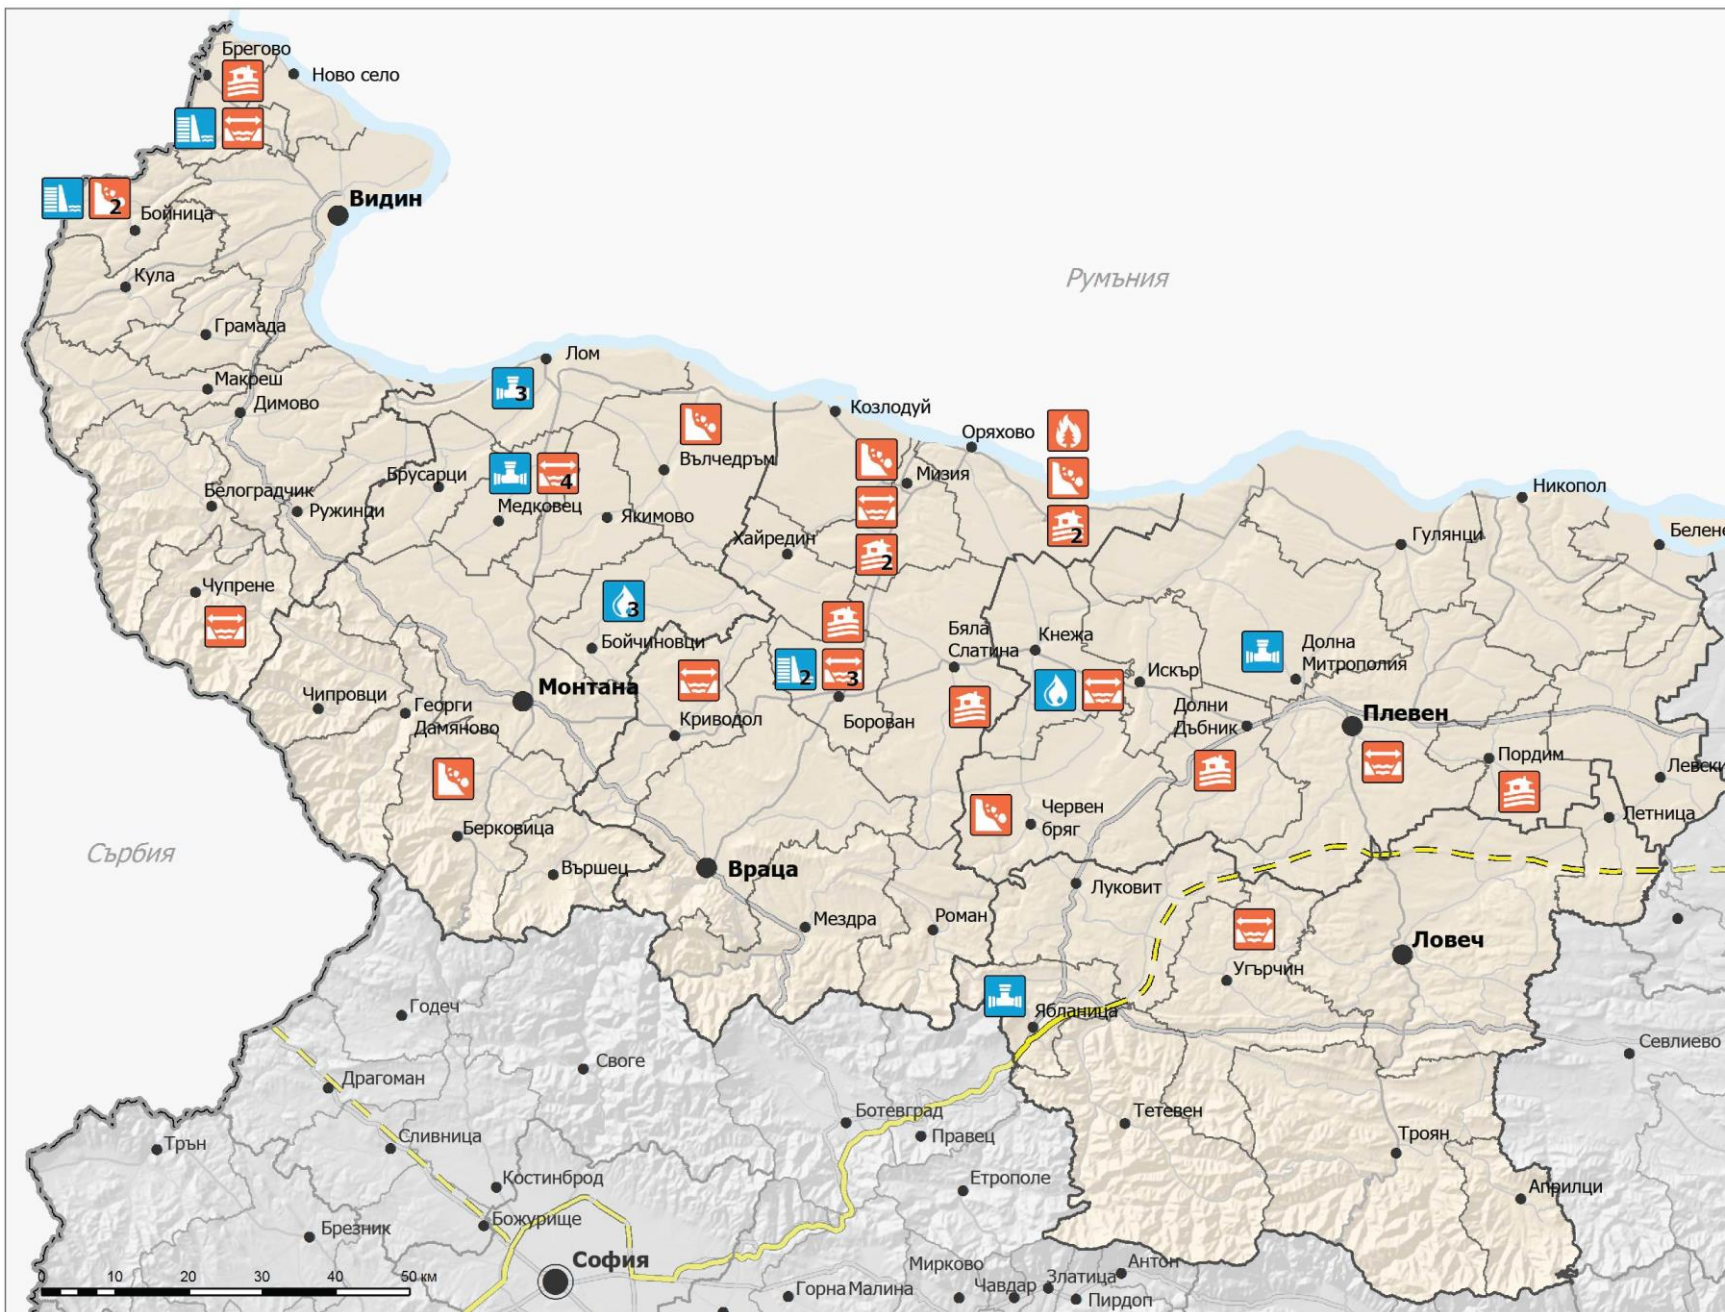 Брегово
Ново село
2
Бойница
Видин
Кула
Румъния
Грамада
Лом
Макреш
3
Димово
Козлодуй
Оряхово
Вълчедръм
Брусарци
4
Мизия
Белоградчик
Ружинци
Медковец
Якимово
Никопол
2
Хайредин
2
Гулянци
Белене
Чупрене
3
Бойчиновци
Бяла
Слатина
Кнежа
Долна
Митрополия
2
3
Искър
Чипровци
Монтана
Георги
Дамяново
Криводол
Борован
Долни
Дъбник
Плевен
Пордим
Левски
Червен
бряг
Летница
Берковица
Сърбия
Вършец
Враца
Луковит
Мездра
Роман
Ловеч
Угърчин
Годеч
Ябланица
Своге
Севлиево
Драгоман
Ботевград
Правец
Тетевен
Троян
Трън
Сливница
Костинброд
Етрополе
Априлци
Брезник
Божурище
София
Мирково
Антон
10
20
30
40
50 км
Горна Малина
Чавдар
Златица
Пирдоп